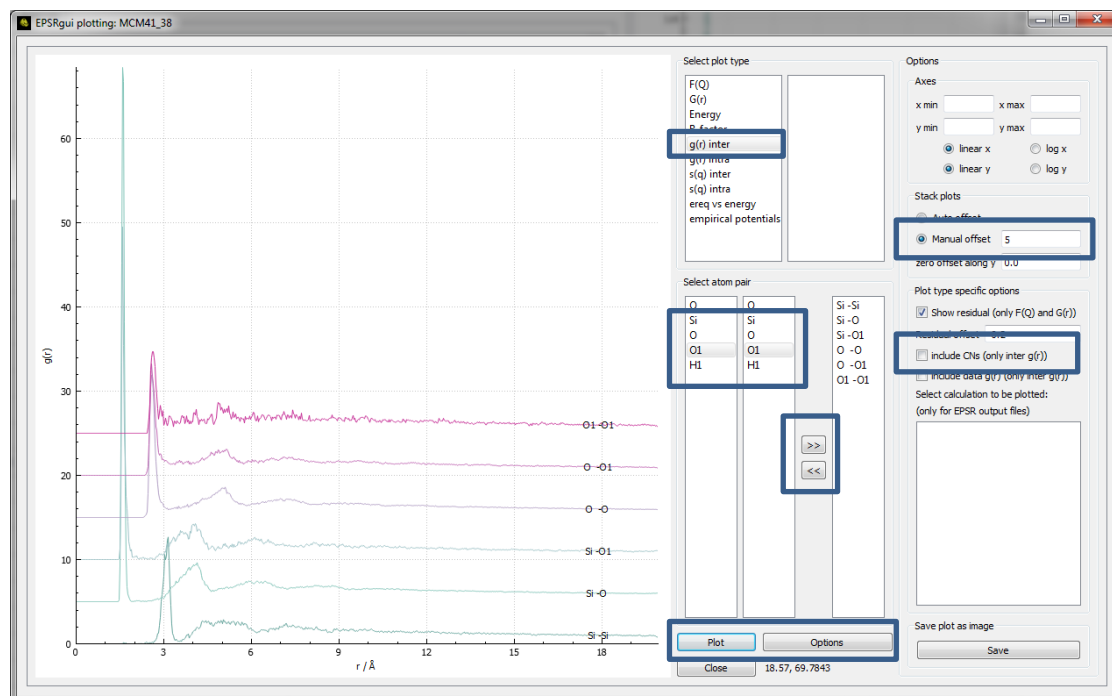 EPSRgui plotting: MCM41_38
g(r)
60
50
40
30
20
10
0
0 3 6 9 12 15 18
r / Å
O1 -O1
O -O1
O -O
Si -O1
Si -O
Si -Si
Select plot type
F(Q)
G(r)
Energy
R-factor
g(r) inter
g(r) intra
s(q) inter
s(q) intra
ereq vs energy
empirical potentials
Select atom pair
O O Si -Si
Si Si Si -O
O O Si -O1
O1 O1 O -O
H1 H1 O -O1
O1 -O1
>>
<<
Plot Options
Close 18.57, 69.7843
Options
Axes
x min x max
y min y max
linear x log x
linear y log y
Stack plots
Auto offset
Manual offset 5
zero offset along y 0.0
Plot type specific options
Show residual (only F(Q) and G(r))
Residual offset
include CNs (only inter g(r))
include data g(r) (only inter g(r))
Select calculation to be plotted:
(only for EPSR output files)
Save plot as image
Save